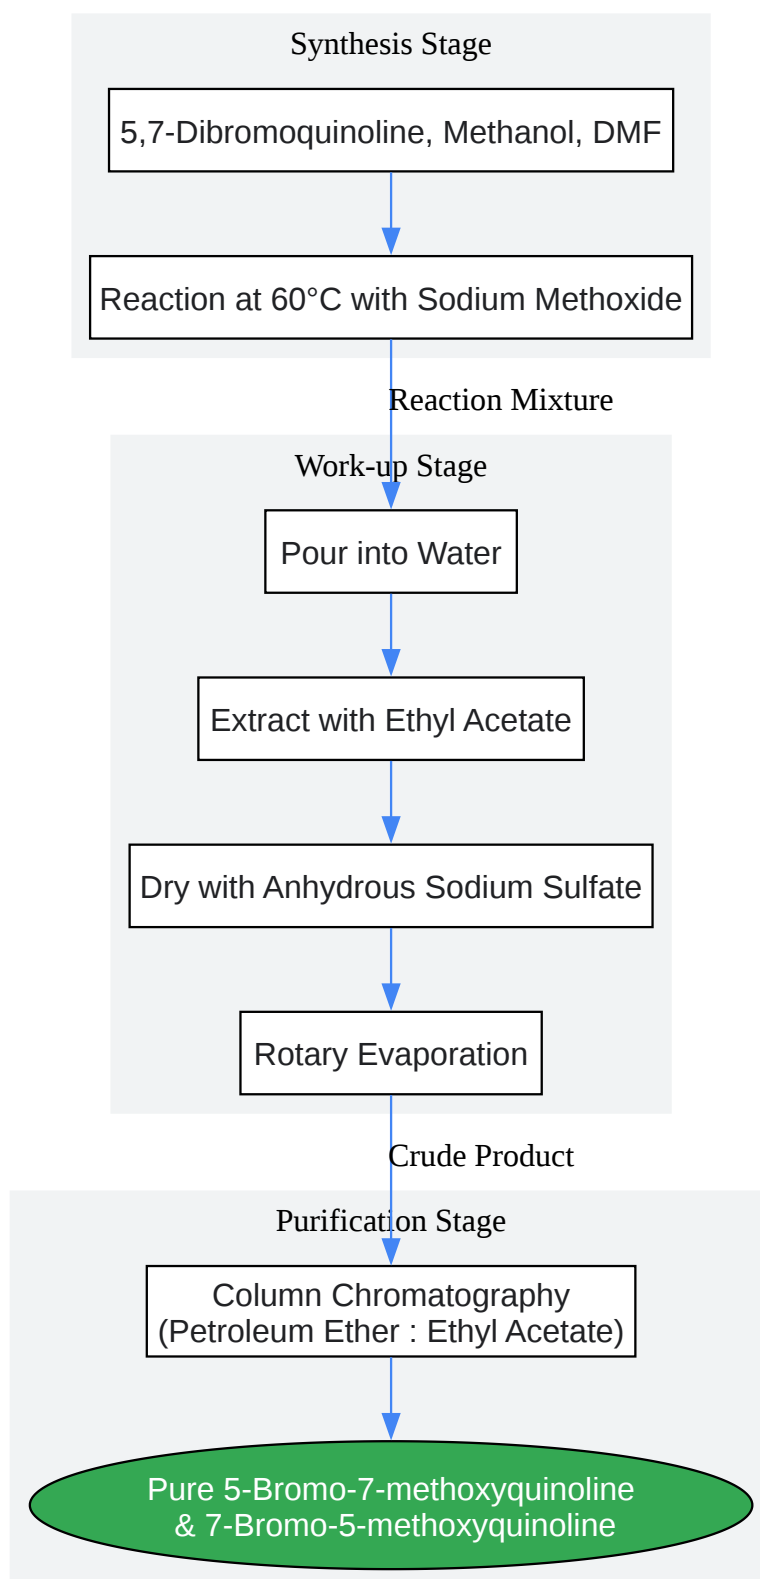 Synthesis Stage
5,7-Dibromoquinoline, Methanol, DMF
Reaction at 60°C with Sodium Methoxide
Reaction Mixture
Work-up Stage
Pour into Water
Extract with Ethyl Acetate
Dry with Anhydrous Sodium Sulfate
Rotary Evaporation
Crude Product
Purification Stage
Column Chromatography
(Petroleum Ether : Ethyl Acetate)
Pure 5-Bromo-7-methoxyquinoline
& 7-Bromo-5-methoxyquinoline